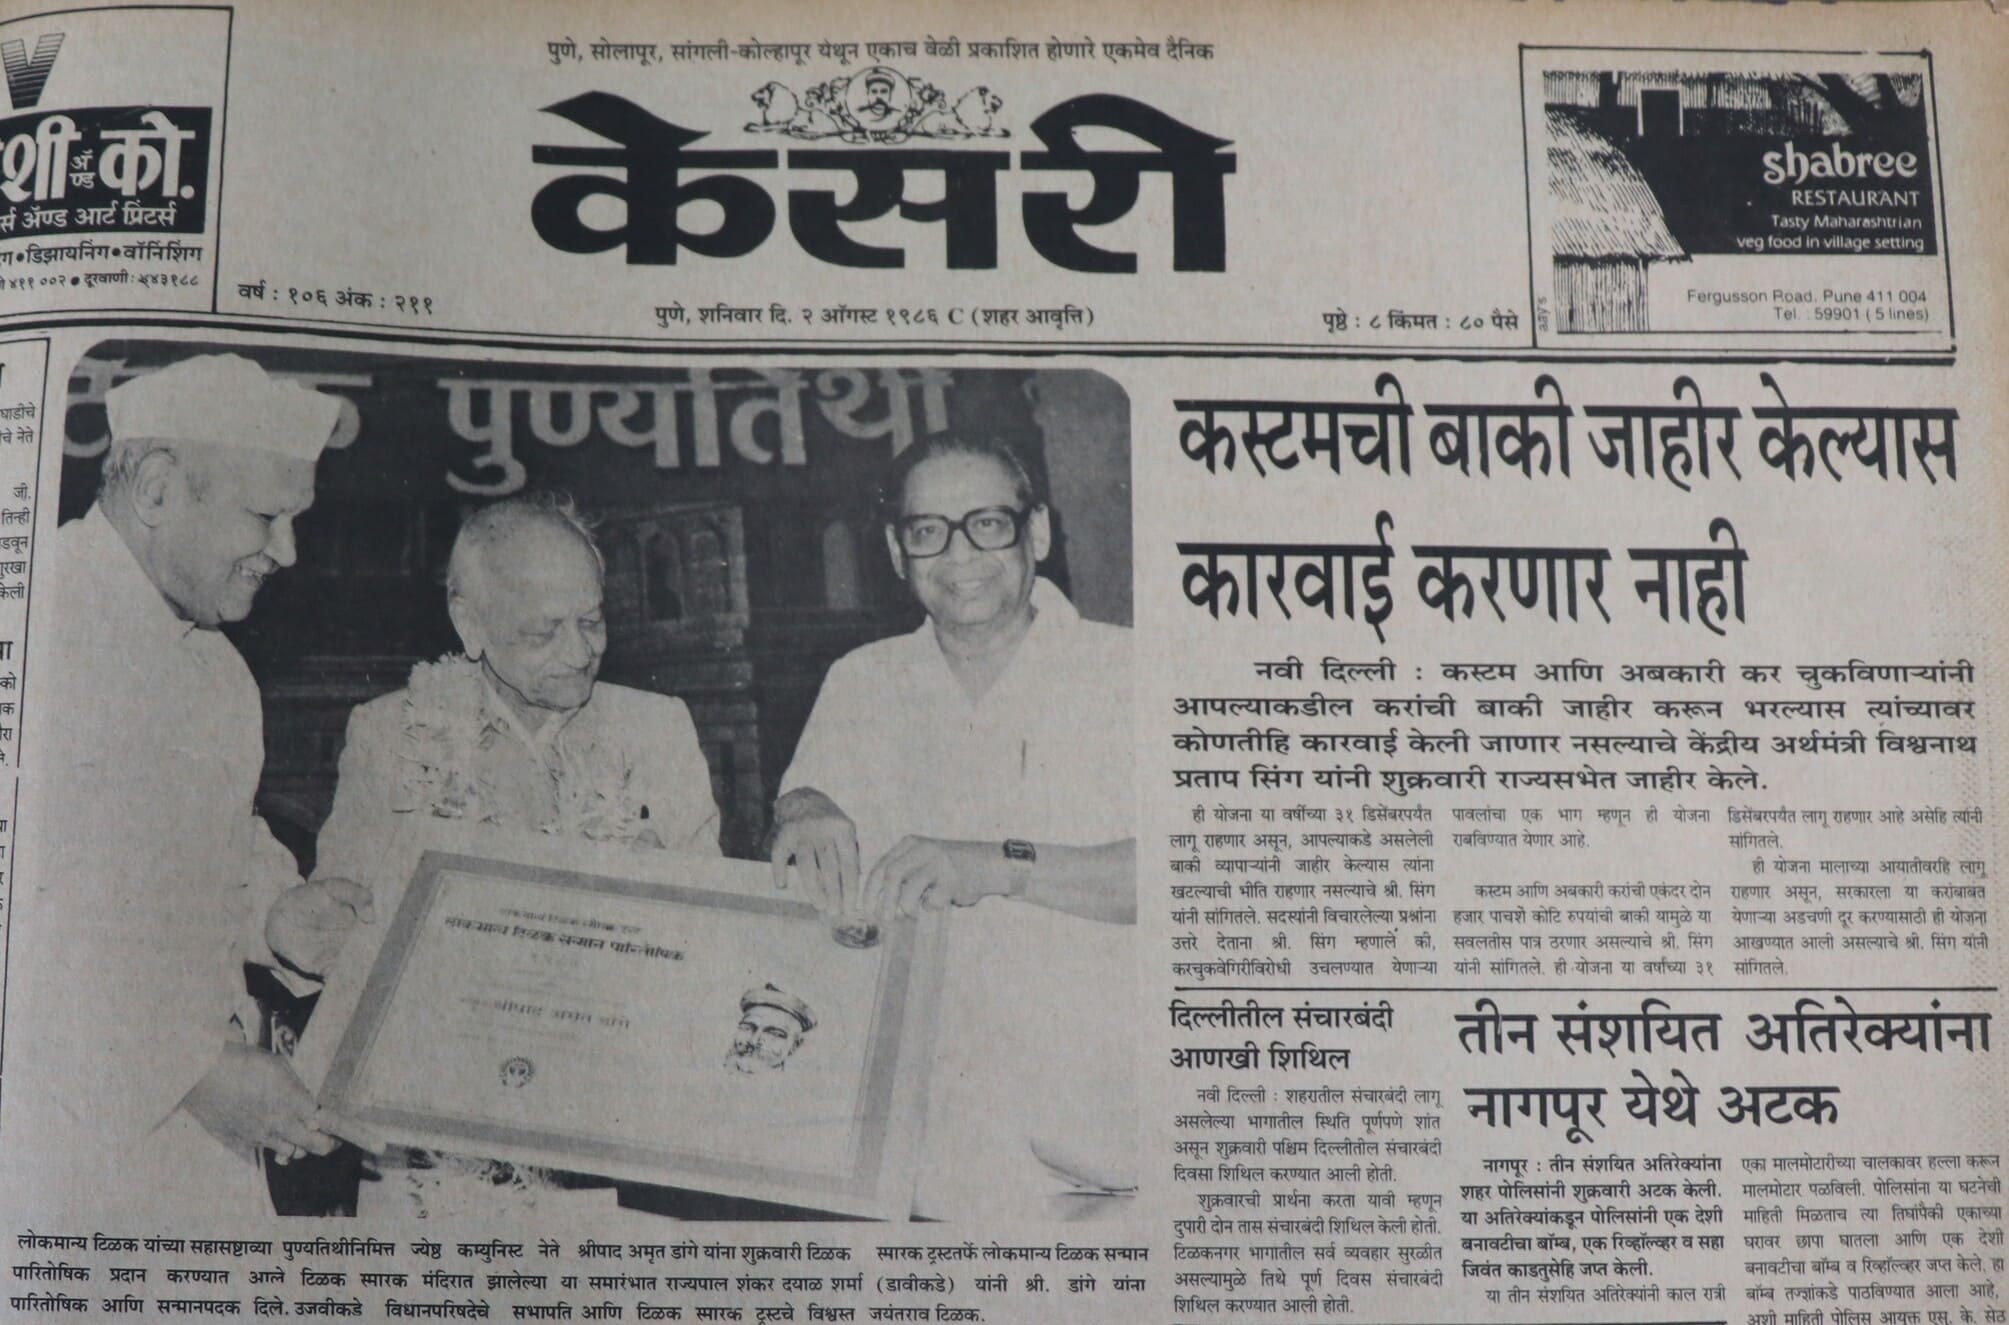 पुणे, सोलापूर, सांगली-कोल्हापूर येथून एकाच वेळी प्रकाशित होणारे एकमेव दैनिक
केसरी
शी अँण्ड को.
र्स अ‍ॅण्ड आर्ट प्रिंटर्स
ग•डिझायनिंग•वॉर्निशिंग
४११ ००२ • दूरवाणी : ४४३१८८
वर्ष : १०६ अंक : २११
पुणे, शनिवार दि. २ ऑगस्ट १९८६ C (शहर आवृत्ति)
पृष्ठे : ८ किंमत : ८० पैसे
shabree
RESTAURANT
Tasty Maharashtrian
veg food in village setting
Fergusson Road, Pune 411 004
Tel. : 59901 ( 5 lines)
aay's
घाडीचे
चे नेते
जी.
तिन्ही
डवून
गुरखा
केली
पुण्यतिथी
लोकमान्य टिळक सन्मान पारितोषिक
श्रीपाद अमृत डांगे
लोकमान्य टिळक यांच्या सहासष्टाव्या पुण्यतिथीनिमित्त ज्येष्ठ कम्युनिस्ट नेते श्रीपाद अमृत डांगे यांना शुक्रवारी टिळक स्मारक ट्रस्टतर्फे लोकमान्य टिळक सन्मान
पारितोषिक प्रदान करण्यात आले टिळक स्मारक मंदिरात झालेल्या या समारंभात राज्यपाल शंकर दयाळ शर्मा (डावीकडे) यांनी श्री. डांगे यांना
पारितोषिक आणि सन्मानपदक दिले. उजवीकडे विधानपरिषदेचे सभापति आणि टिळक स्मारक ट्रस्टचे विश्वस्त जयंतराव टिळक.
कस्टमची बाकी जाहीर केल्यास
कारवाई करणार नाही
नवी दिल्ली : कस्टम आणि अबकारी कर चुकविणाऱ्यांनी
आपल्याकडील करांची बाकी जाहीर करून भरल्यास त्यांच्यावर
कोणतीहि कारवाई केली जाणार नसल्याचे केंद्रीय अर्थमंत्री विश्वनाथ
प्रताप सिंग यांनी शुक्रवारी राज्यसभेत जाहीर केले.
ही योजना या वर्षीच्या ३१ डिसेंबरपर्यंत
लागू राहणार असून, आपल्याकडे असलेली
बाकी व्यापाऱ्यांनी जाहीर केल्यास त्यांना
खटल्याची भीति राहणार नसल्याचे श्री. सिंग
यांनी सांगितले. सदस्यांनी विचारलेल्या प्रश्नांना
उत्तरे देताना श्री. सिंग म्हणाले की,
करचुकवेगिरीविरोधी उचलण्यात येणाऱ्या
पावलांचा एक भाग म्हणून ही योजना
राबविण्यात येणार आहे.
कस्टम आणि अबकारी करांची एकंदर दोन
हजार पाचशे कोटि रुपयांची बाकी यामुळे या
सवलतीस पात्र ठरणार असल्याचे श्री. सिंग
यांनी सांगितले. ही योजना या वर्षाच्या ३१
डिसेंबरपर्यंत लागू राहणार आहे असेहि त्यांनी
सांगितले.
ही योजना मालाच्या आयातीवरहि लागू
राहणार असून, सरकारला या करांबाबत
येणाऱ्या अडचणी दूर करण्यासाठी ही योजना
आखण्यात आली असल्याचे श्री. सिंग यांनी
सांगितले.
दिल्लीतील संचारबंदी
आणखी शिथिल
नवी दिल्ली : शहरातील संचारबंदी लागू
असलेल्या भागातील स्थिति पूर्णपणे शांत
असून शुक्रवारी पश्चिम दिल्लीतील संचारबंदी
दिवसा शिथिल करण्यात आली होती.
शुक्रवारची प्रार्थना करता यावी म्हणून
दुपारी दोन तास संचारबंदी शिथिल केली होती.
टिळकनगर भागातील सर्व व्यवहार सुरळीत
असल्यामुळे तिथे पूर्ण दिवस संचारबंदी
शिथिल करण्यात आली होती.
तीन संशयित अतिरेक्यांना
नागपूर येथे अटक
नागपूर : तीन संशयित अतिरेक्यांना
शहर पोलिसांनी शुक्रवारी अटक केली.
या अतिरेक्यांकडून पोलिसांनी एक देशी
बनावटीचा बॉम्ब, एक रिव्हॉल्व्हर व सहा
जिवंत काडतुसेहि जप्त केली.
या तीन संशयित अतिरेक्यांनी काल रात्री
एका मालमोटारीच्या चालकावर हल्ला करून
मालमोटार पळविली. पोलिसांना या घटनेची
माहिती मिळताच त्या तिघांपैकी एकाच्या
घरावर छापा घातला आणि एक देशी
बनावटीचा बॉम्ब व रिव्हॉल्व्हर जप्त केले. हा
बॉम्ब तज्ज्ञांकडे पाठविण्यात आला आहे,
अशी माहिती पोलिस आयुक्त एस्. के. सेठ